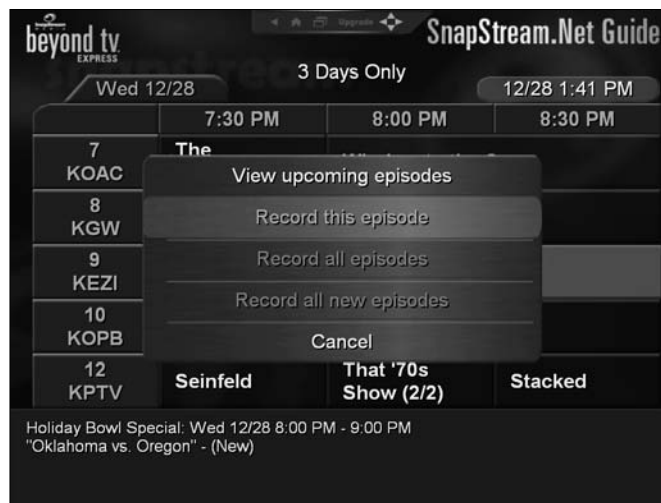 beyond tv
EXPRESS
Upgrade
SnapStream.Net Guide
3 Days Only
Wed 12/28
12/28 1:41 PM
7:30 PM 8:00 PM 8:30 PM
7
KOAC
The
View upcoming episodes
8
KGW
Record this episode
9
KEZI
Record all episodes
Record all new episodes
10
KOPB
Cancel
12
KPTV
Seinfeld
That '70s
Show (2/2)
Stacked
Holiday Bowl Special: Wed 12/28 8:00 PM - 9:00 PM
"Oklahoma vs. Oregon" - (New)